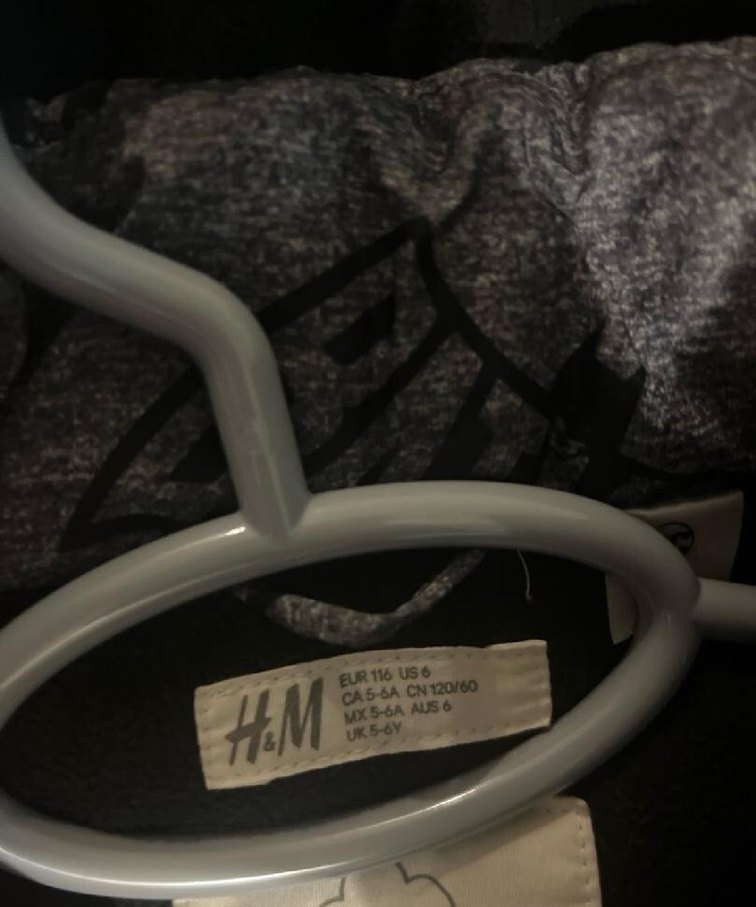 H&M
EUR 116 US 6
CA 5-6A CN 120/60
MX 5-6A AUS 6
UK 5-6Y